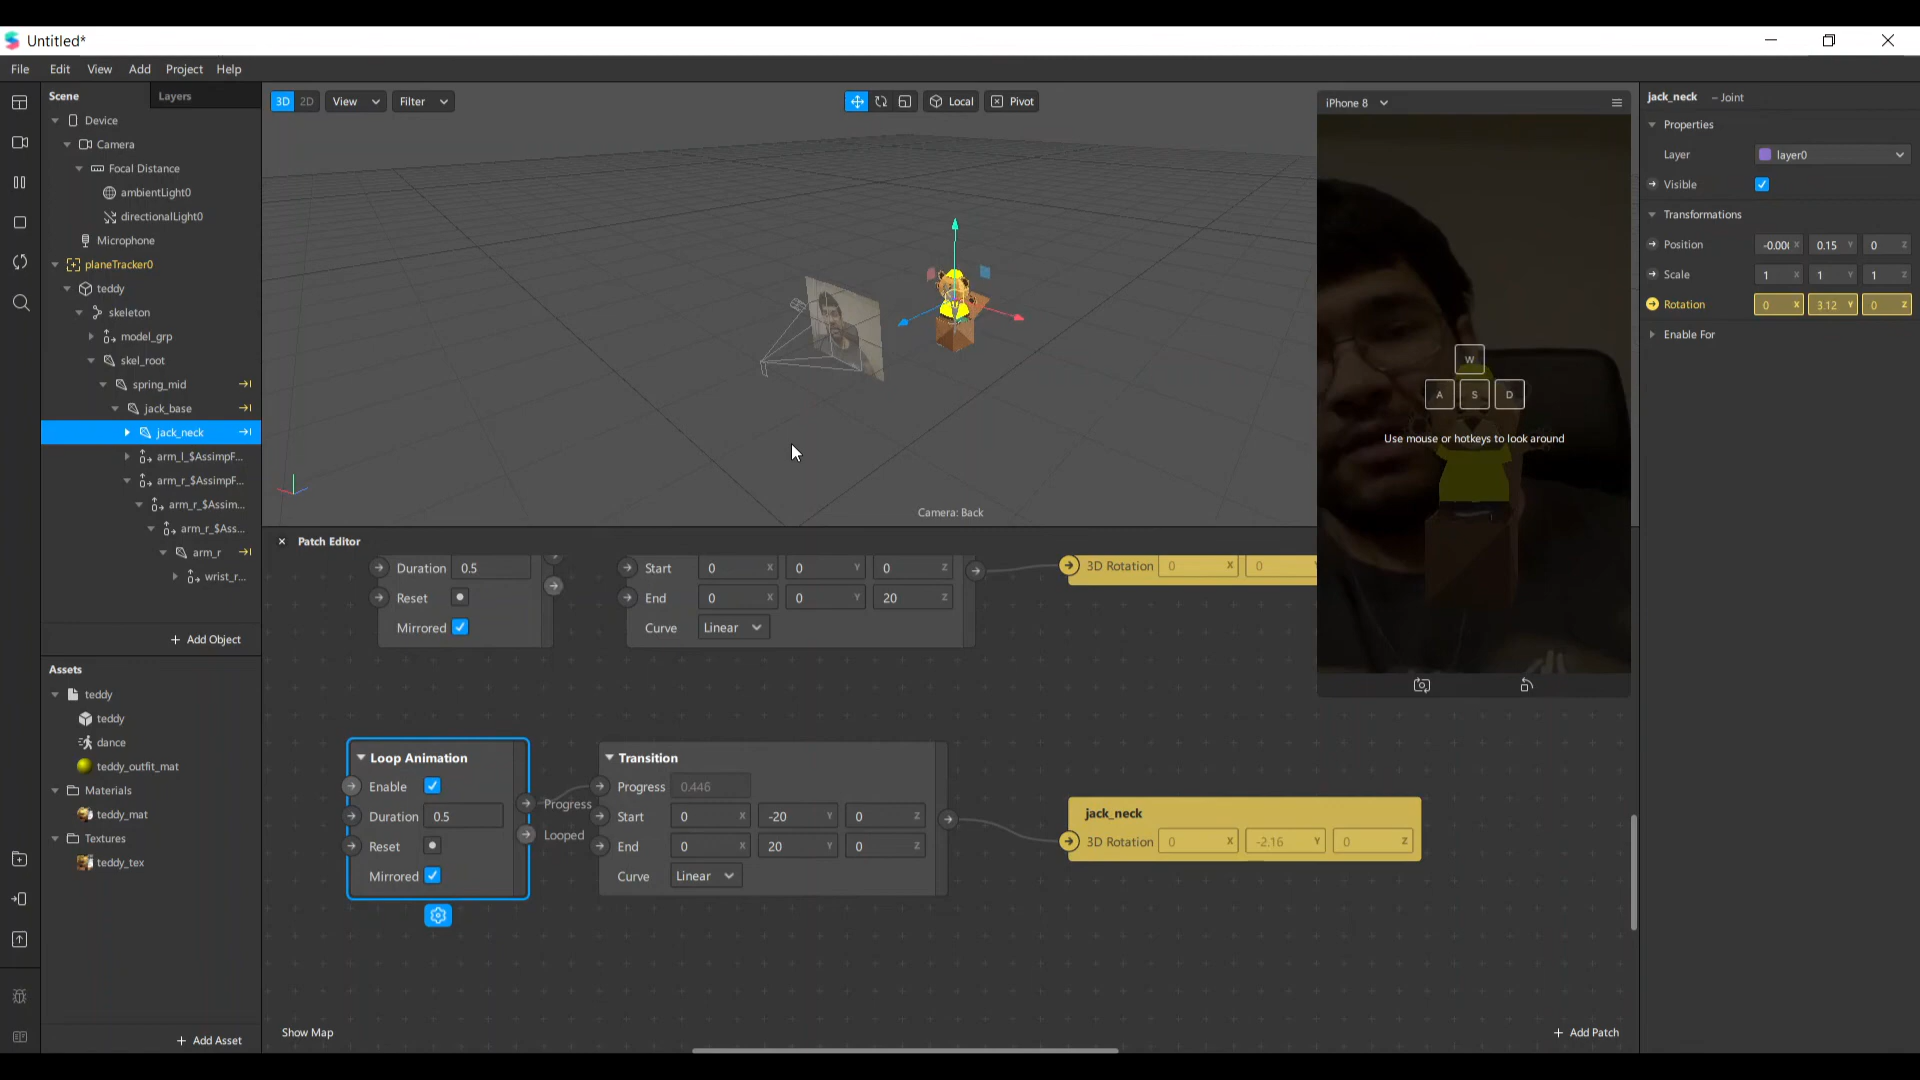 Untitled*
File Edit View Add Project Help
Scene Layers
Device
Camera
Focal Distance
ambientLight0
directionalLight0
Microphone
planeTracker0
teddy
skeleton
model_grp
skel_root
spring_mid
jack_base
jack_neck
arm_l_$AssimpF...
arm_r_$AssimpF...
arm_r_$Assim...
arm_r_$Ass...
arm_r
wrist_r...
+ Add Object
Assets
teddy
teddy
dance
teddy_outfit_mat
Materials
teddy_mat
Textures
teddy_tex
+ Add Asset
3D 2D View Filter Local Pivot
Camera: Back
iPhone 8
W
A S D
Use mouse or hotkeys to look around
Patch Editor
Duration 0.5
Reset
Mirrored
Start 0 X 0 Y 0 Z
End 0 X 0 Y 20 Z
Curve Linear
3D Rotation 0 X 0
Loop Animation
Enable
Duration 0.5
Reset
Mirrored
Progress
Looped
Transition
Progress 0.446
Start 0 X -20 Y 0 Z
End 0 X 20 Y 0 Z
Curve Linear
jack_neck
3D Rotation 0 X -2.16 Y 0 Z
Show Map
+ Add Patch
jack_neck – Joint
Properties
Layer layer0
Visible
Transformations
Position -0.00( X 0.15 Y 0 Z
Scale 1 X 1 Y 1 Z
Rotation 0 X 3.12 Y 0 Z
Enable For